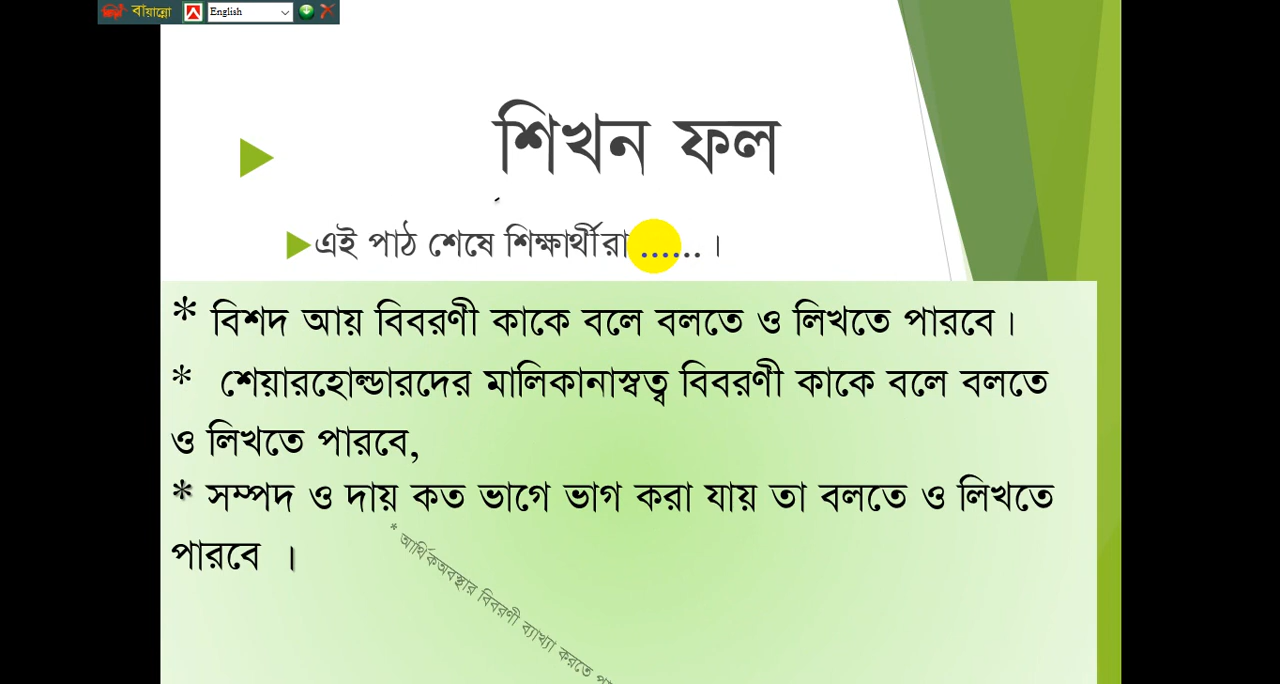 বাঁয়ান্নো English
শিখন ফল
এই পাঠ শেষে শিক্ষার্থীরা ......।
* বিশদ আয় বিবরণী কাকে বলে বলতে ও লিখতে পারবে।
* শেয়ারহোল্ডারদের মালিকানাস্বত্ব বিবরণী কাকে বলে বলতে
ও লিখতে পারবে,
* সম্পদ ও দায় কত ভাগে ভাগ করা যায় তা বলতে ও লিখতে
পারবে ।
* আর্থিকঅবস্থার বিবরণী ব্যাখ্যা করতে